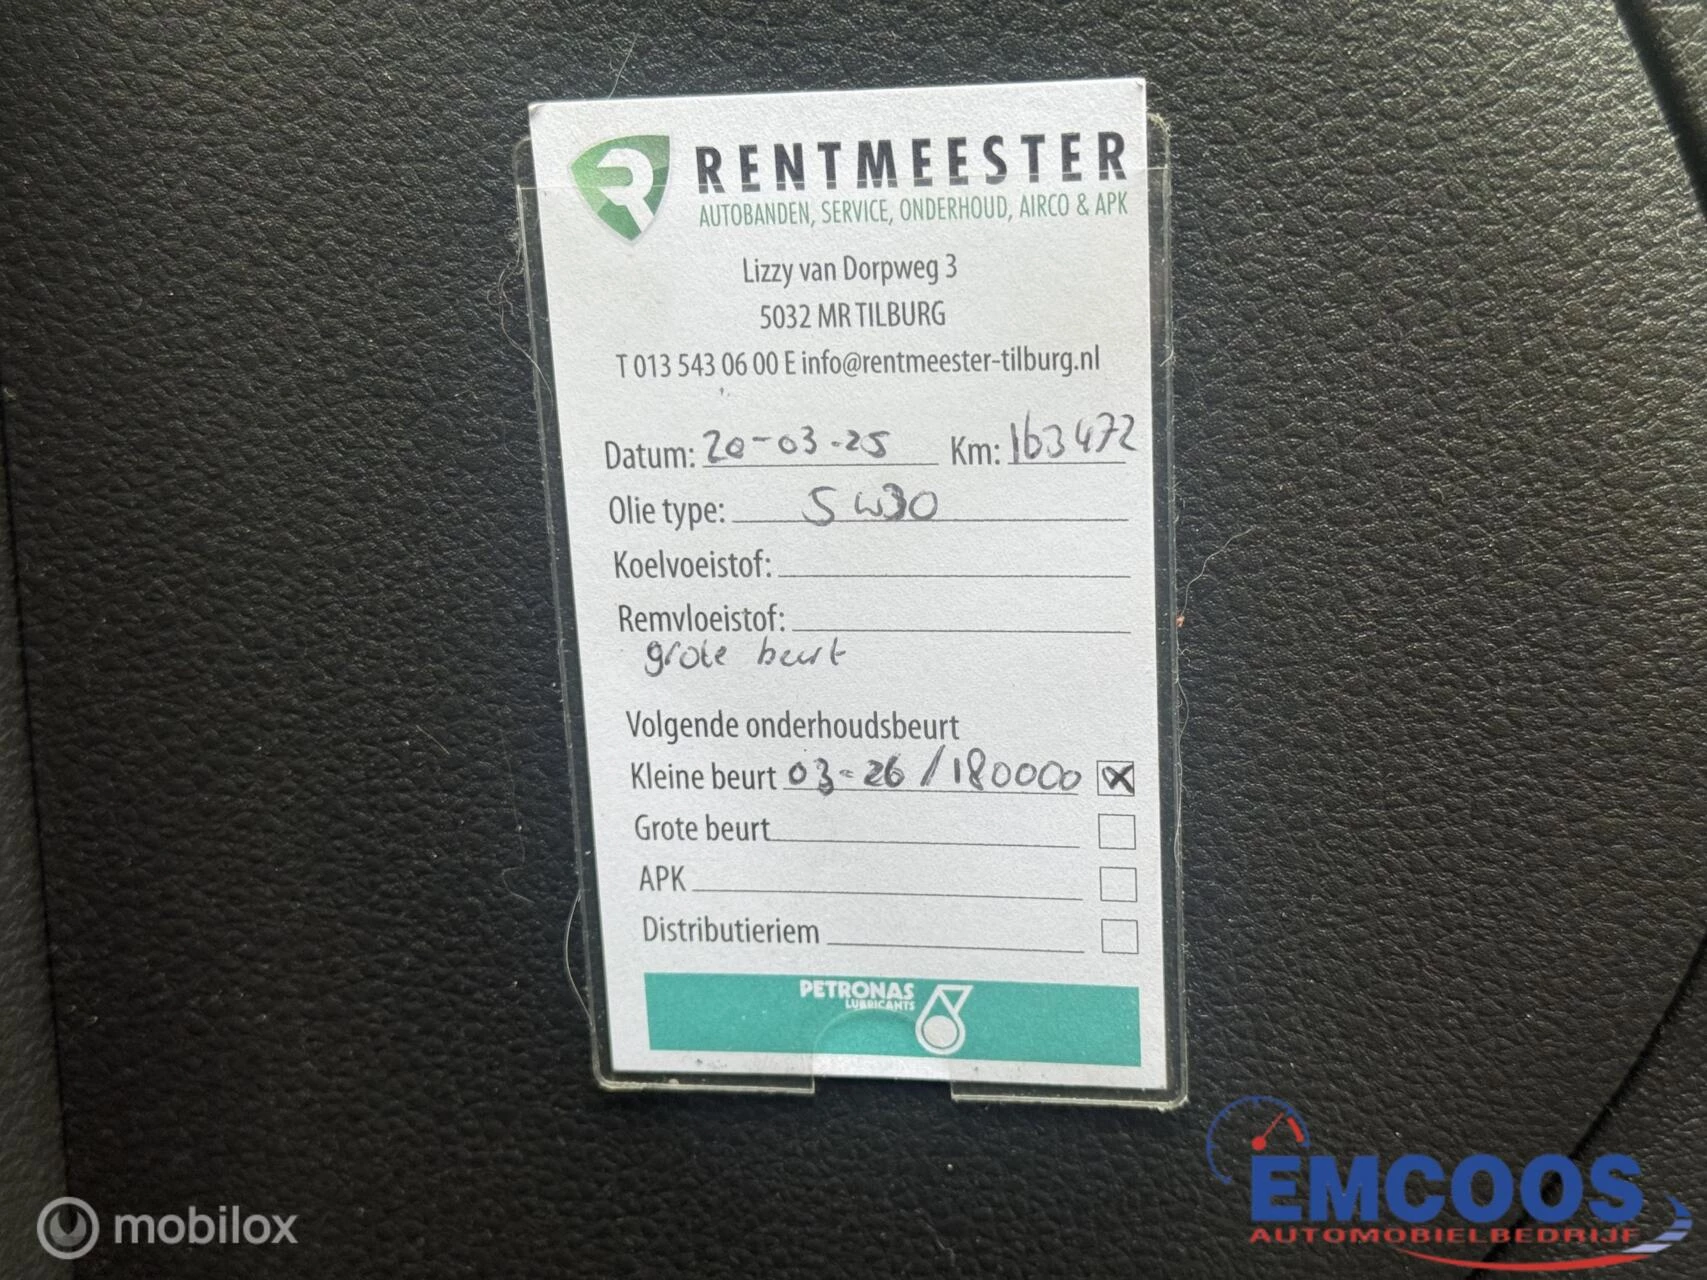 RENTMEESTER
AUTOBANDEN, SERVICE, ONDERHOUD, AIRCO & APK
Lizzy van Dorpweg 3
5032 MR TILBURG
T 013 543 06 00 E info@rentmeester-tilburg.nl
Datum: 20-03-25 Km: 163472
Olie type: 5W30
Koelvoeistof:
Remvloeistof:
grote beurt
Volgende onderhoudsbeurt
Kleine beurt 03-26/180000 X
Grote beurt
APK
Distributieriem
PETRONAS
LUBRICANTS
mobilox
EMCOOS
AUTOMOBIELBEDRIJF